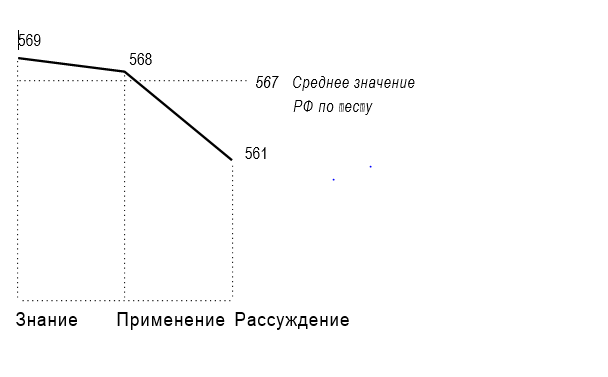 569
568
567 Среднее значение
РФ по тесту
561
Знание Применение Рассуждение